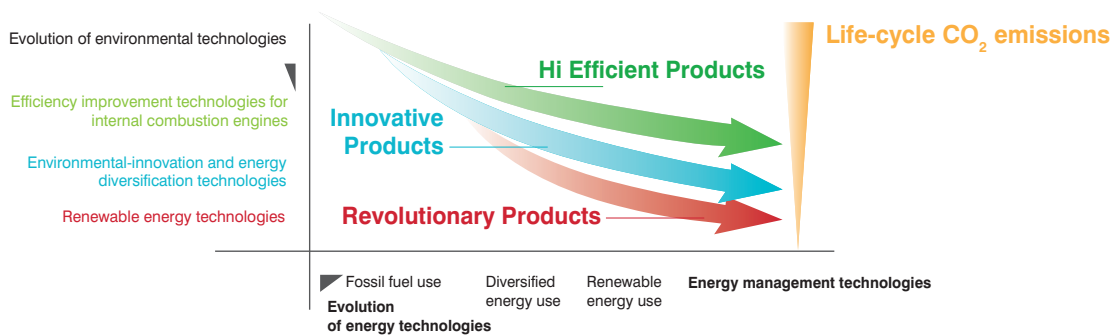 Evolution of environmental technologies
Efficiency improvement technologies for
internal combustion engines
Environmental-innovation and energy
diversification technologies
Renewable energy technologies
Hi Efficient Products
Innovative
Products
Revolutionary Products
Life-cycle CO₂ emissions
Fossil fuel use
Diversified
energy use
Renewable
energy use
Energy management technologies
Evolution
of energy technologies